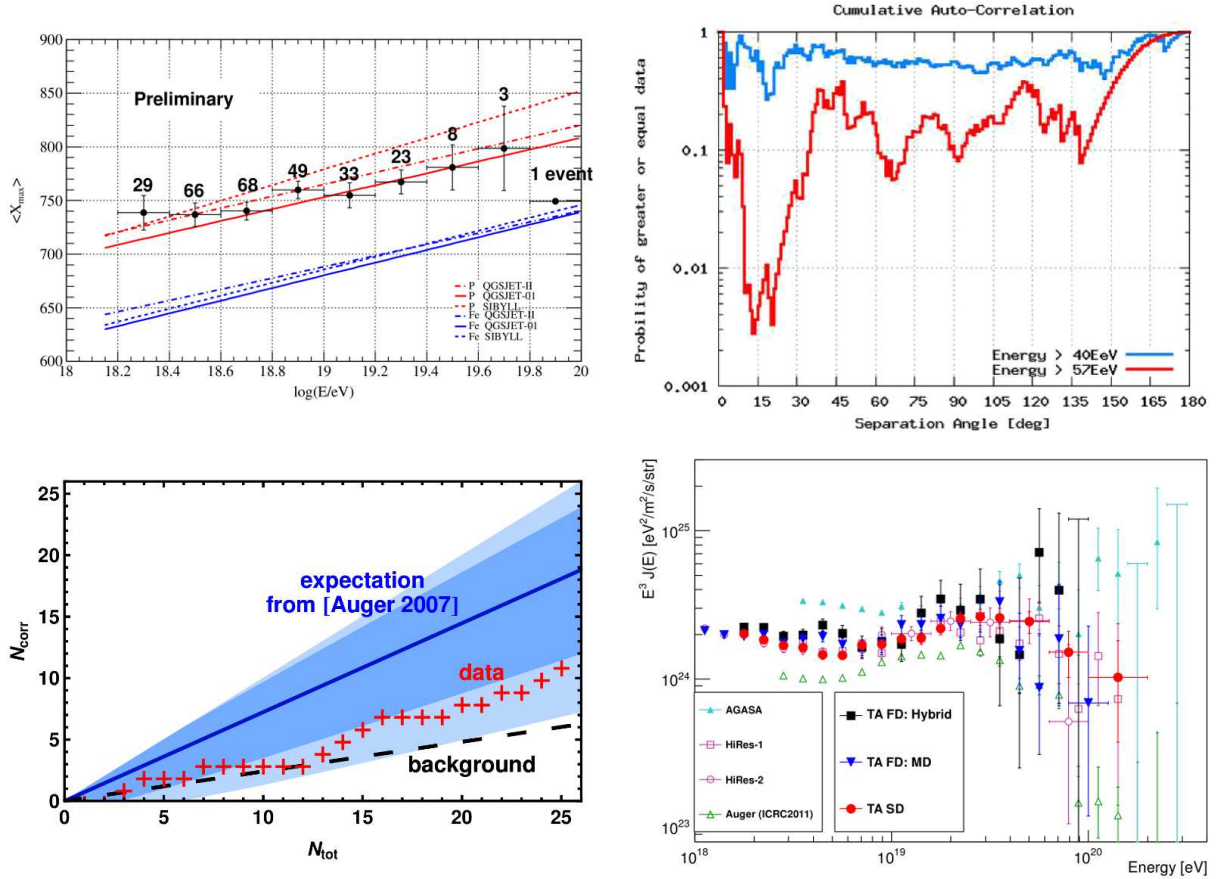 900
850
800
750
700
650
600
<X_max>
Preliminary
29
66
68
49
33
23
8
3
1 event
P QGSJET-II
P QGSJET-01
P SIBYLL
Fe QGSJET-II
Fe QGSJET-01
Fe SIBYLL
18 18.2 18.4 18.6 18.8 19 19.2 19.4 19.6 19.8 20
log(E/eV)
Cumulative Auto-Correlation
Probility of greater or equal data
1
0.1
0.01
0.001
Energy > 40EeV
Energy > 57EeV
0 15 30 45 60 75 90 105 120 135 150 165 180
Separation Angle [deg]
25
20
15
10
5
0
N_corr
expectation
from [Auger 2007]
data
background
0 5 10 15 20 25
N_tot
E³ J(E) [eV²/m²/s/str]
10²⁵
10²⁴
10²³
AGASA
HiRes-1
HiRes-2
Auger (ICRC2011)
TA FD: Hybrid
TA FD: MD
TA SD
10¹⁸ 10¹⁹ 10²⁰
Energy [eV]